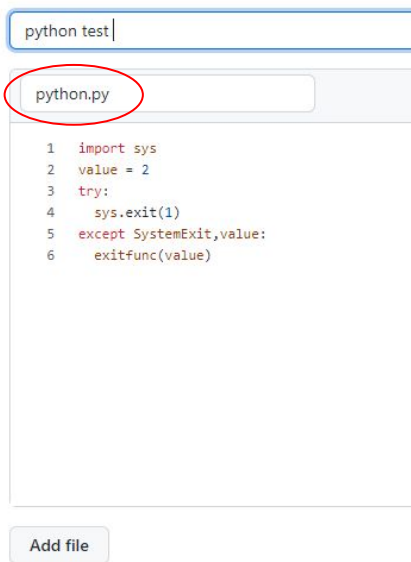 python test
python.py
1 import sys
2 value = 2
3 try:
4   sys.exit(1)
5 except SystemExit,value:
6   exitfunc(value)
Add file